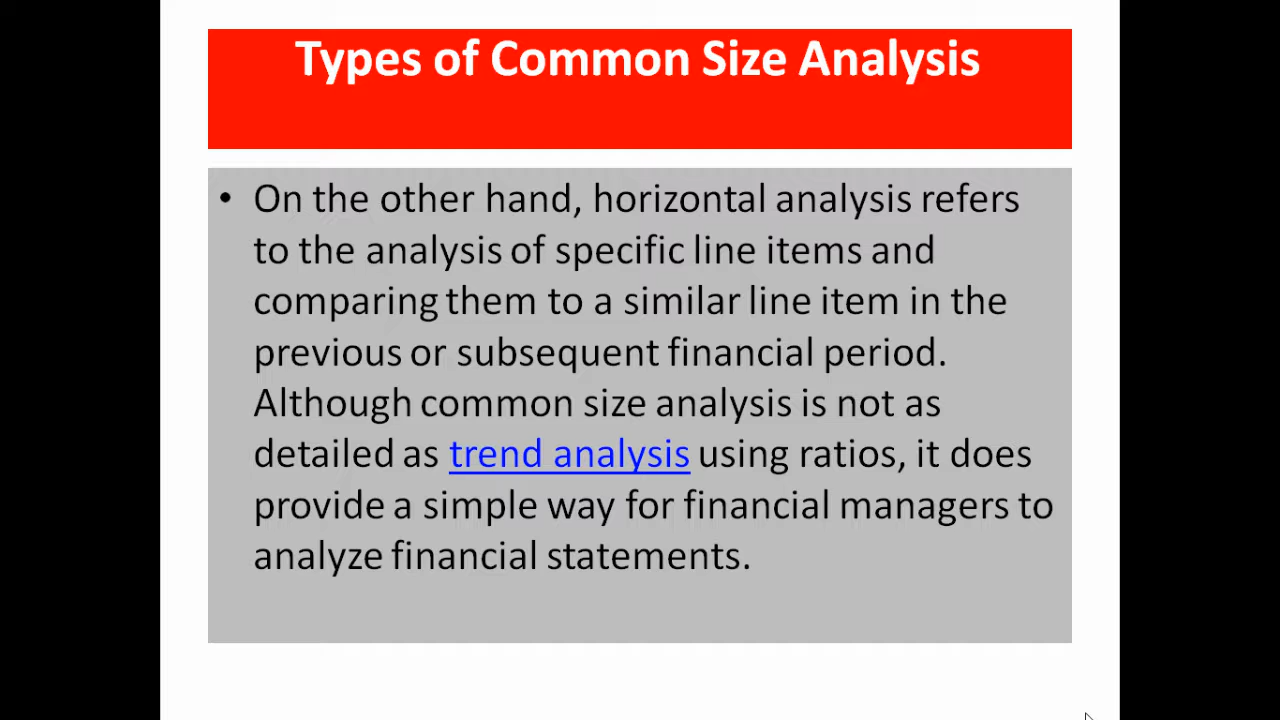 Types of Common Size Analysis
• On the other hand, horizontal analysis refers
to the analysis of specific line items and
comparing them to a similar line item in the
previous or subsequent financial period.
Although common size analysis is not as
detailed as trend analysis using ratios, it does
provide a simple way for financial managers to
analyze financial statements.